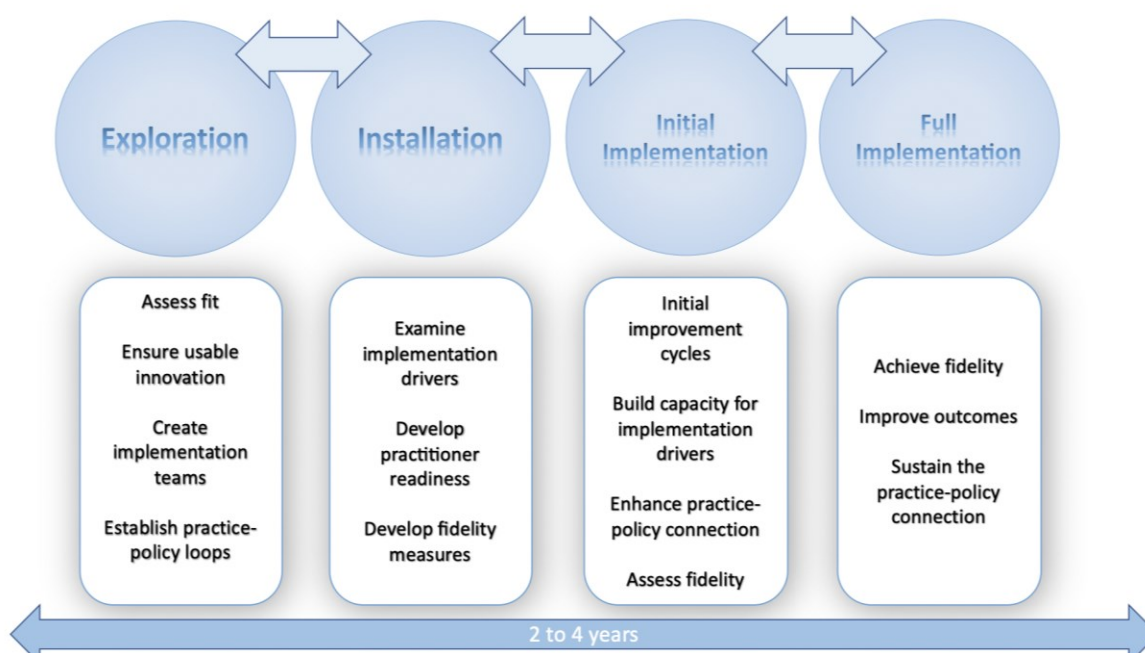 Exploration
Installation
Initial
Implementation
Full
Implementation
Assess fit
Ensure usable
innovation
Create
implementation
teams
Establish practice-
policy loops
Examine
implementation
drivers
Develop
practitioner
readiness
Develop fidelity
measures
Initial
improvement
cycles
Build capacity for
implementation
drivers
Enhance practice-
policy connection
Assess fidelity
Achieve fidelity
Improve outcomes
Sustain the
practice-policy
connection
2 to 4 years